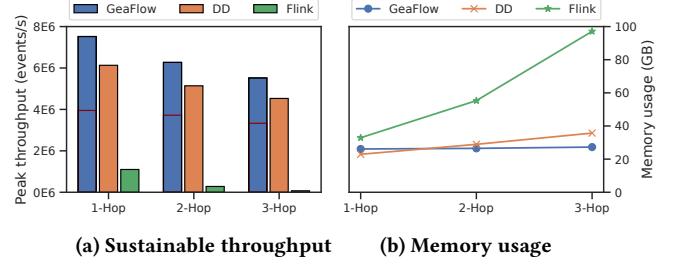 GeaFlow DD Flink
8E6
6E6
4E6
2E6
0E6
Peak throughput (events/s)
1-Hop 2-Hop 3-Hop
(a) Sustainable throughput
GeaFlow DD Flink
100
80
60
40
20
0
Memory usage (GB)
1-Hop 2-Hop 3-Hop
(b) Memory usage